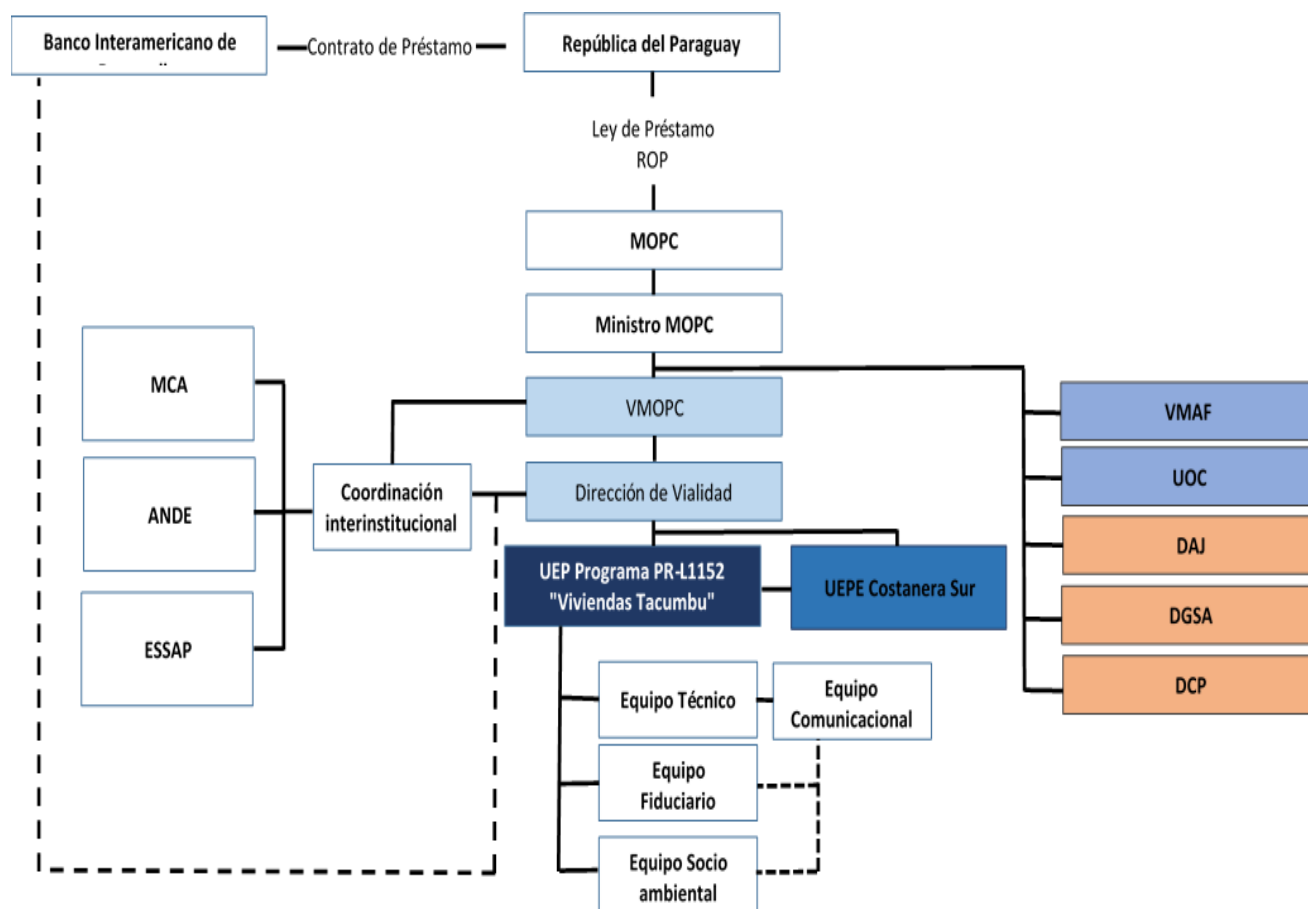 Banco Interamericano de
Contrato de Préstamo
República del Paraguay
Ley de Préstamo
ROP
MOPC
Ministro MOPC
VMOPC
Dirección de Vialidad
MCA
ANDE
ESSAP
Coordinación
interinstitucional
UEP Programa PR-L1152
"Viviendas Tacumbu"
UEPE Costanera Sur
VMAF
UOC
DAJ
DGSA
DCP
Equipo Técnico
Equipo
Comunicacional
Equipo
Fiduciario
Equipo Socio
ambiental